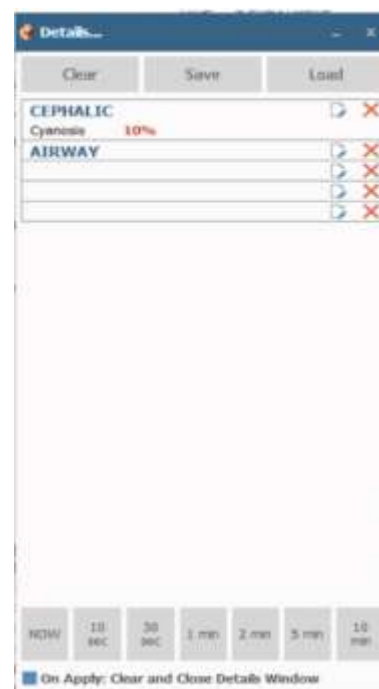 Details...
Clear Save Load
CEPHALIC
Cyanosis 10%
AIRWAY
NOW 10 sec 30 sec 1 min 2 min 5 min 10 min
On Apply: Clear and Close Details Window